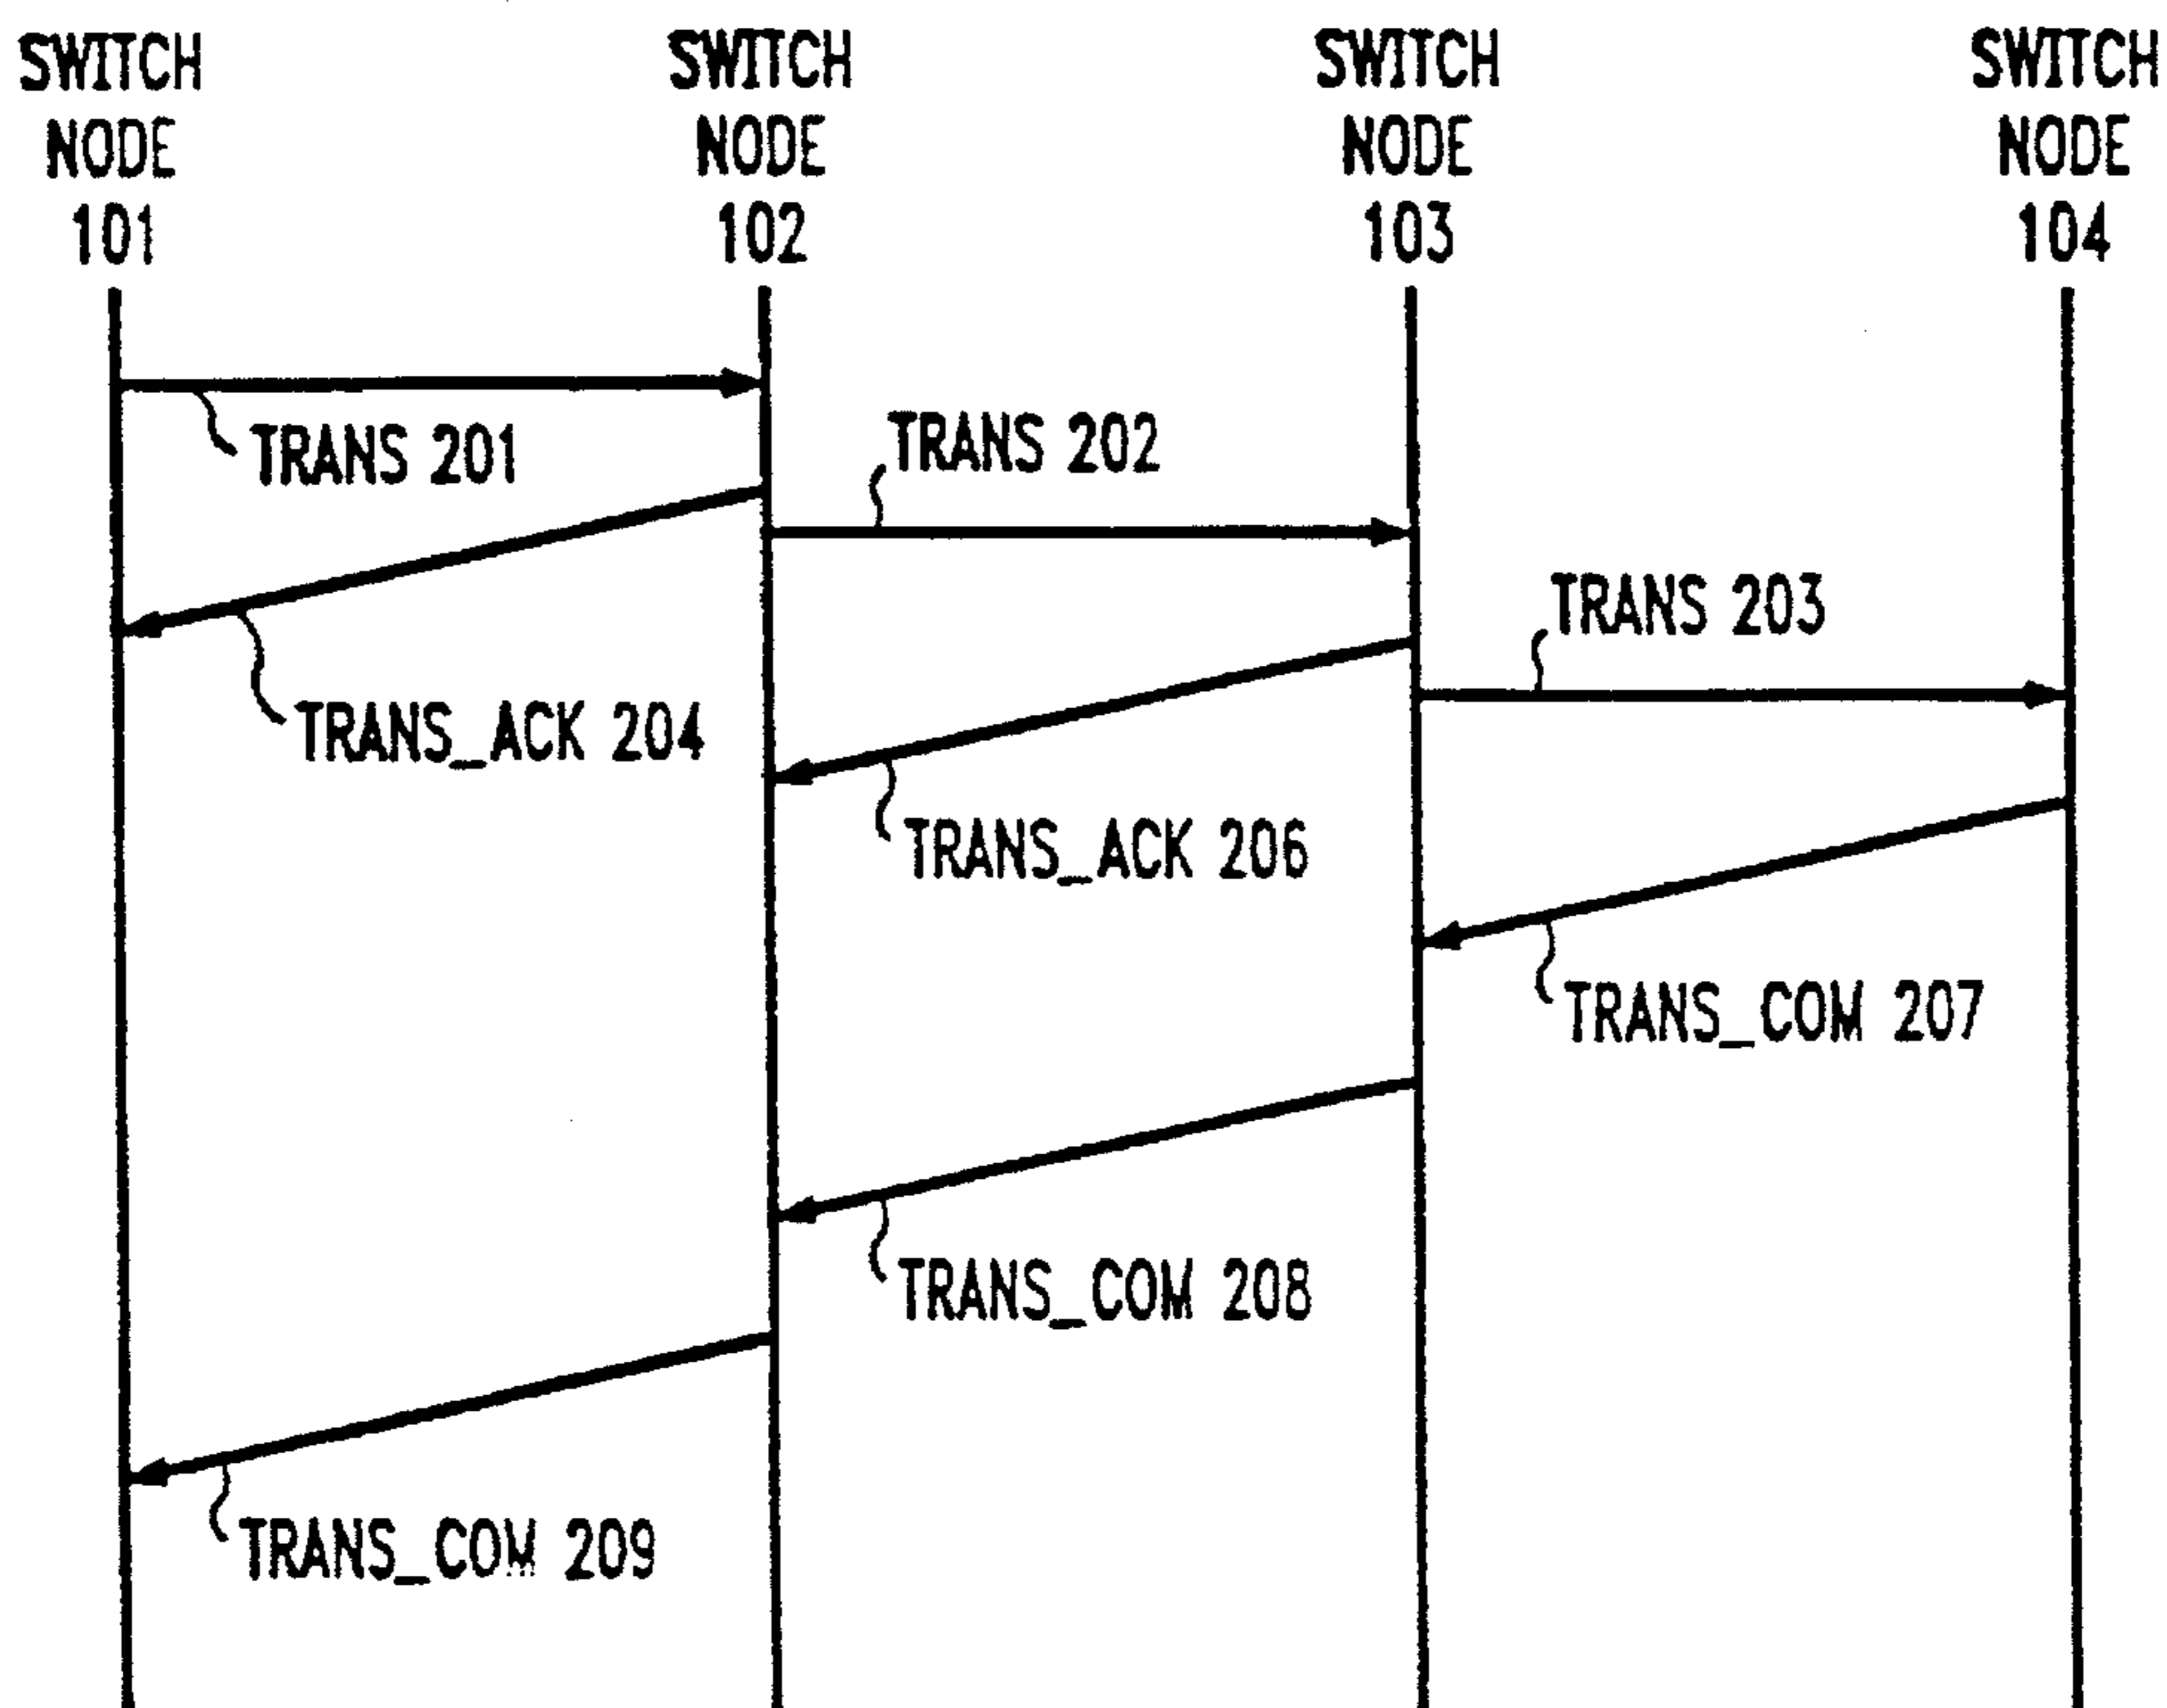 SWITCH
NODE
101
SWITCH
NODE
102
SWITCH
NODE
103
SWITCH
NODE
104
TRANS 201
TRANS 202
TRANS 203
TRANS_ACK 204
TRANS_ACK 206
TRANS_COM 207
TRANS_COM 208
TRANS_COM 209